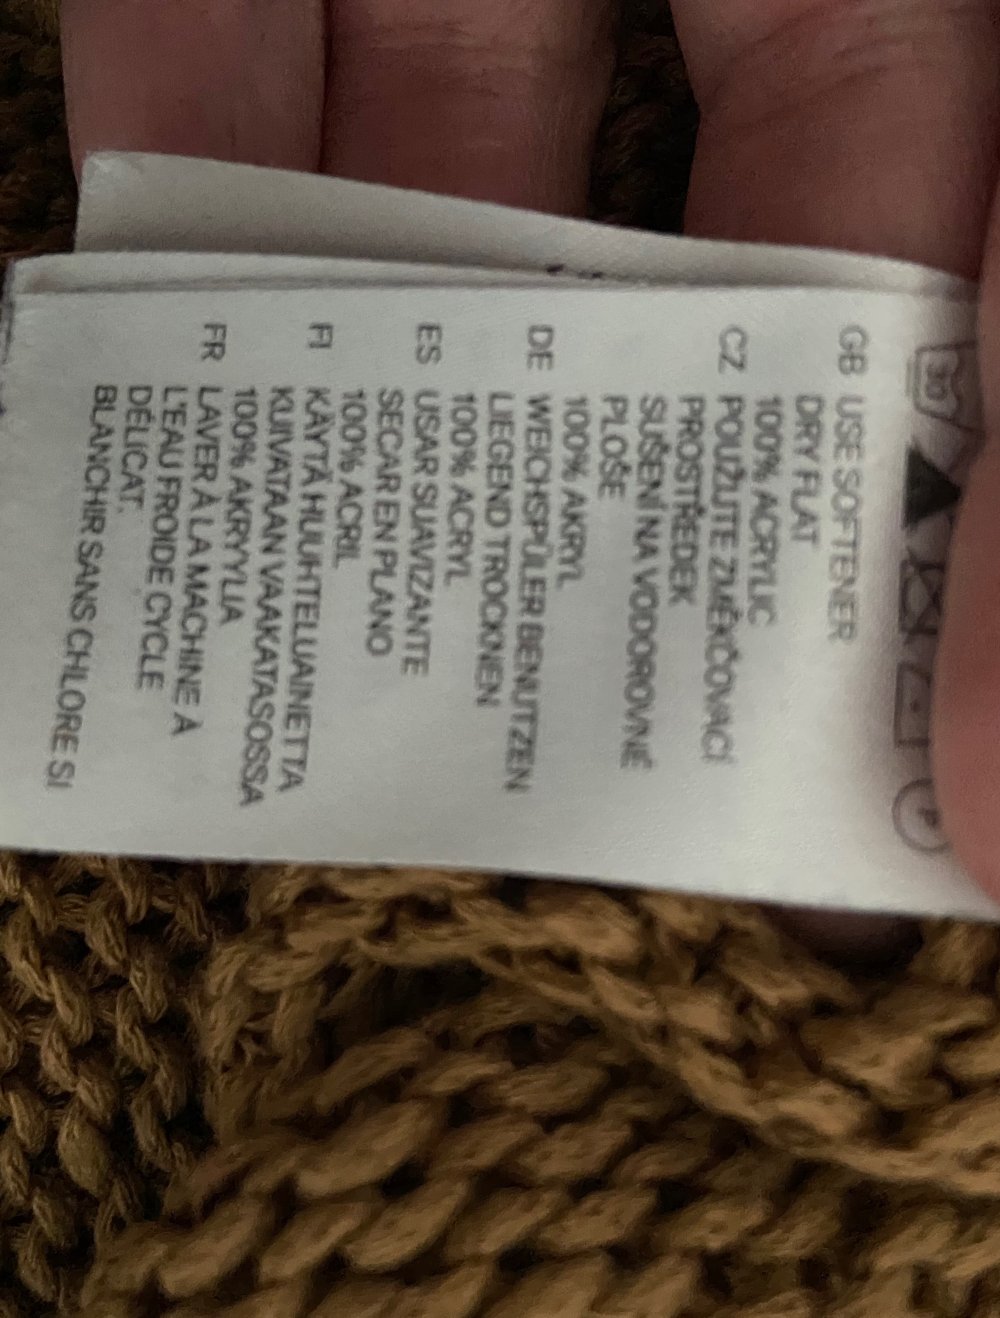 30
GB USE SOFTENER
DRY FLAT
100% ACRYLIC
CZ POUŽIJTE ZMĚKČOVACÍ
PROSTŘEDEK
SUŠENÍ NA VODOROVNÉ
PLOŠE
100% AKRYL
DE WEICHSPÜLER BENUTZEN
LIEGEND TROCKNEN
100% ACRYL
ES USAR SUAVIZANTE
SECAR EN PLANO
100% ACRIL
FI KÄYTÄ HUUHTELUAINETTA
KUIVATAAN VAAKATASOSSA
100% AKRYYLIA
FR LAVER À LA MACHINE À
L'EAU FROIDE CYCLE
DÉLICAT.
BLANCHIR SANS CHLORE SI